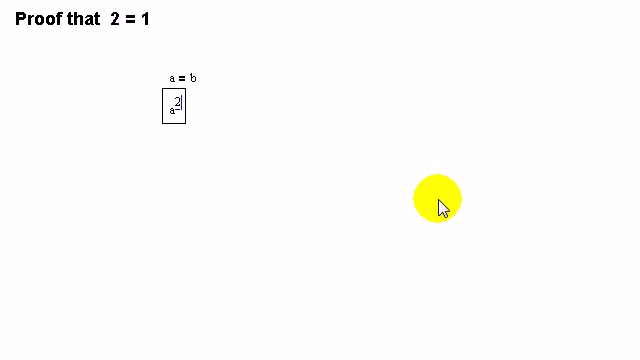 Proof that 2 = 1
a = b
a²